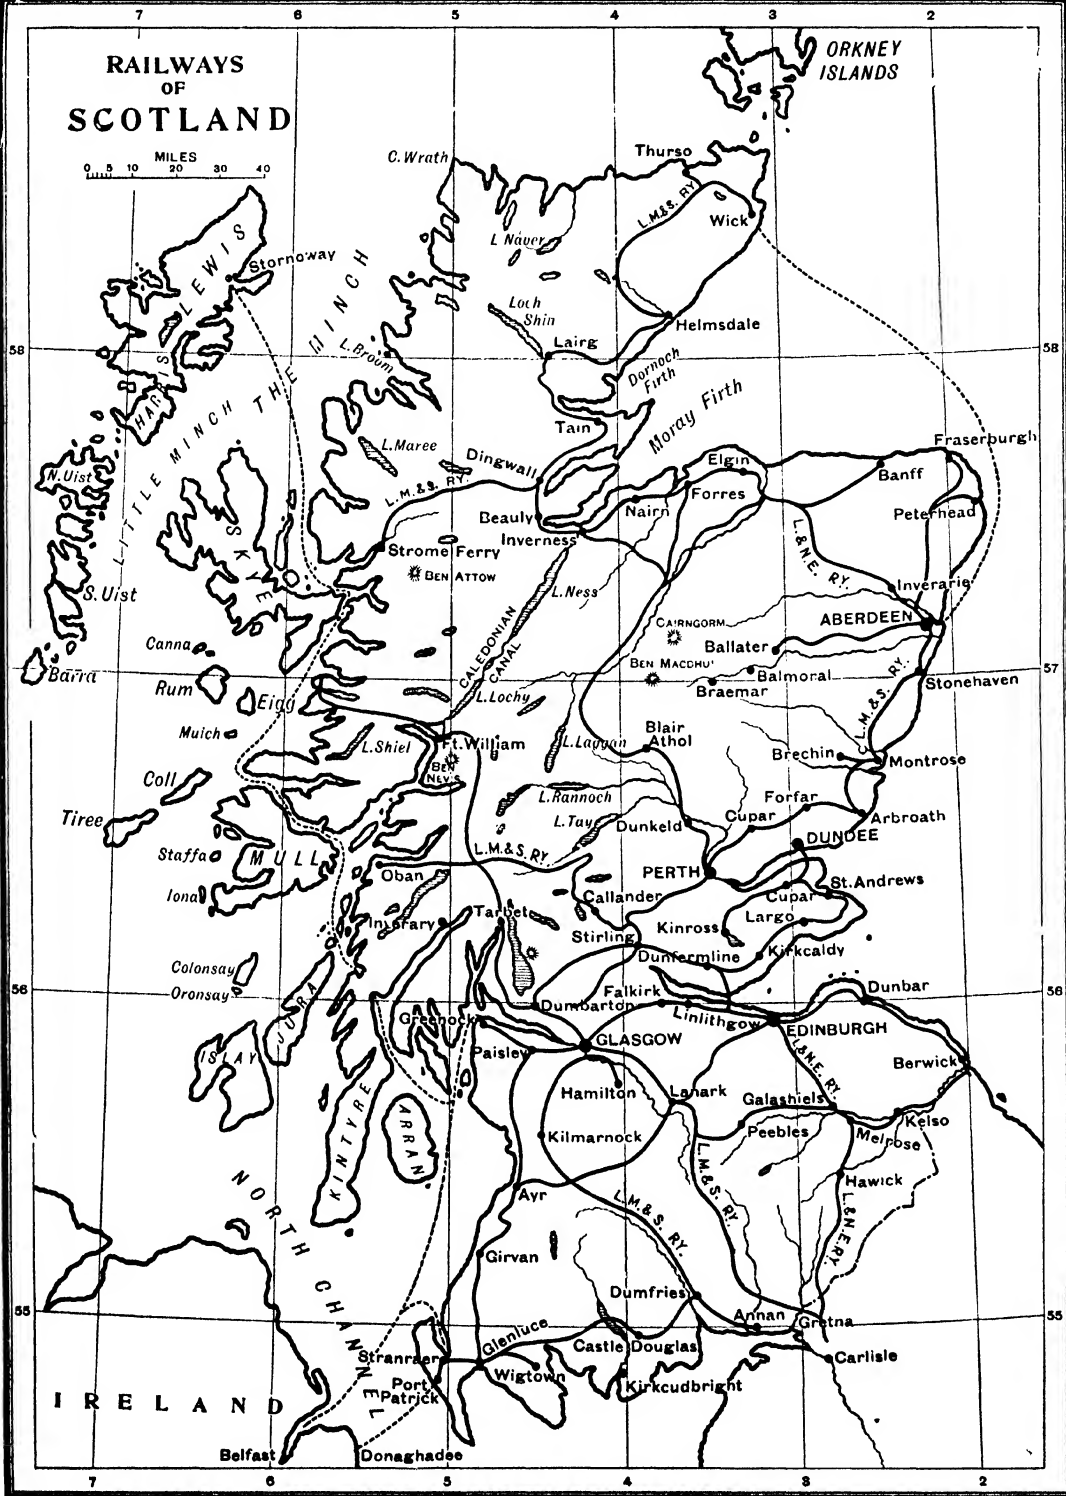 7 6 5 4 3 2
RAILWAYS
OF
SCOTLAND
MILES
0 5 10 20 30 40
ORKNEY
ISLANDS
C. Wrath
Thurso
L.M.&S. RY.
Wick
L Naver
LEWIS
Stornoway
THE MINCH
Loch
Shin
Helmsdale
58
58
Lairg
L. Broom
HARRIS
Dornoch
Firth
LITTLE MINCH
Tain
Moray Firth
L. Maree
Dingwall
Elgin
Fraserburgh
Banff
N. Uist
L.M.&S. RY.
Forres
Nairn
Peterhead
Beauly
Inverness
SKYE
Strome Ferry
L.&N.E. RY.
BEN ATTOW
L. Ness
Inverarie
S. Uist
CAIRNGORM
ABERDEEN
CALEDONIAN
CANAL
Canna
Ballater
BEN MACDHU
Balmoral
57
Barra
Rum
Eigg
L. Lochy
Braemar
Stonehaven
L.M.&S. RY.
Muich
L. Shiel
Ft. William
L. Laggan
Blair
Athol
BEN
NEVIS
Brechin
Montrose
Coll
L. Rannoch
Forfar
Tiree
L. Tay
Dunkeld
Cupar
Arbroath
DUNDEE
Staffa
MULL
L.M.&S. RY.
Oban
PERTH
Iona
Callander
Cupar
St. Andrews
Inverary
Tarbet
Kinross
Largo
Stirling
Dunfermline
Kirkcaldy
Colonsay
Oronsay
56
56
JURA
Dumbarton
Falkirk
Dunbar
Greenock
Linlithgow
EDINBURGH
GLASGOW
Paisley
ISLAY
L.&N.E. RY.
Berwick
Hamilton
Lanark
Galashiels
KINTYRE
ARRAN
Kilmarnock
Peebles
Melrose
Kelso
L.M.&S. RY.
Hawick
Ayr
L.M.&S. RY.
L.&N.E.RY.
NORTH CHANNEL
Girvan
Dumfries
55
55
Annan
Gretna
Glenluce
Stranraer
Castle Douglas
Carlisle
Wigtown
Port
Patrick
Kirkcudbright
IRELAND
Belfast
Donaghadee
7 6 5 4 3 2